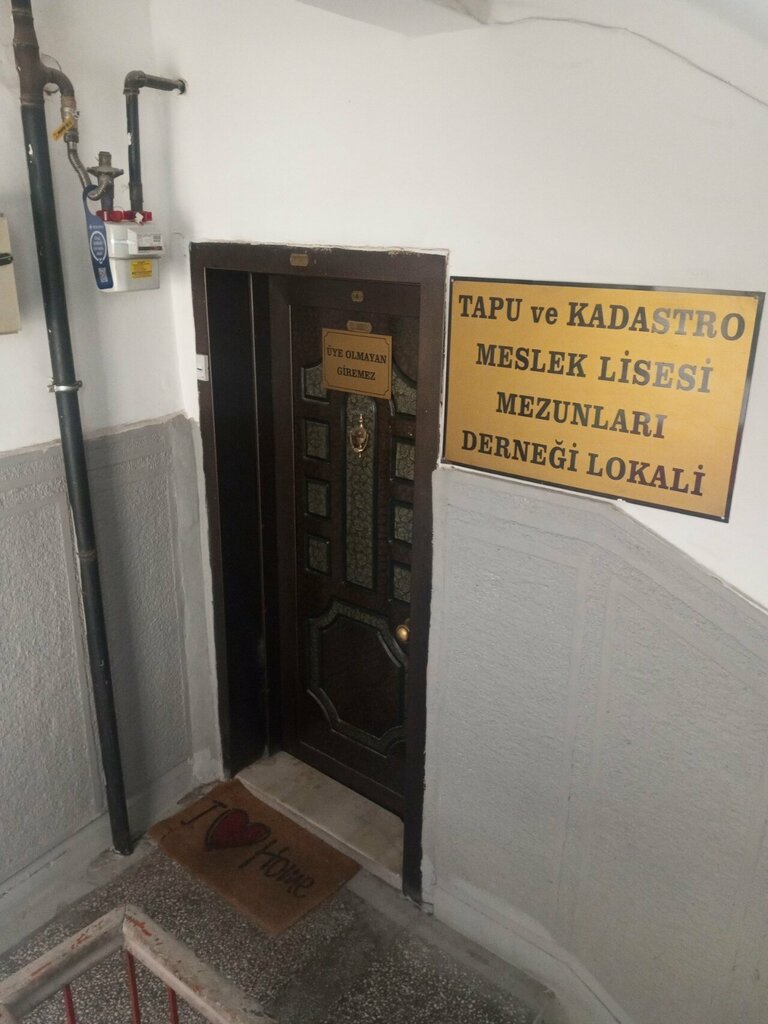 TAPU ve KADASTRO
MESLEK LİSESİ
MEZUNLARI
DERNEĞİ LOKALİ
ÜYE OLMAYAN
GİREMEZ
I
Home